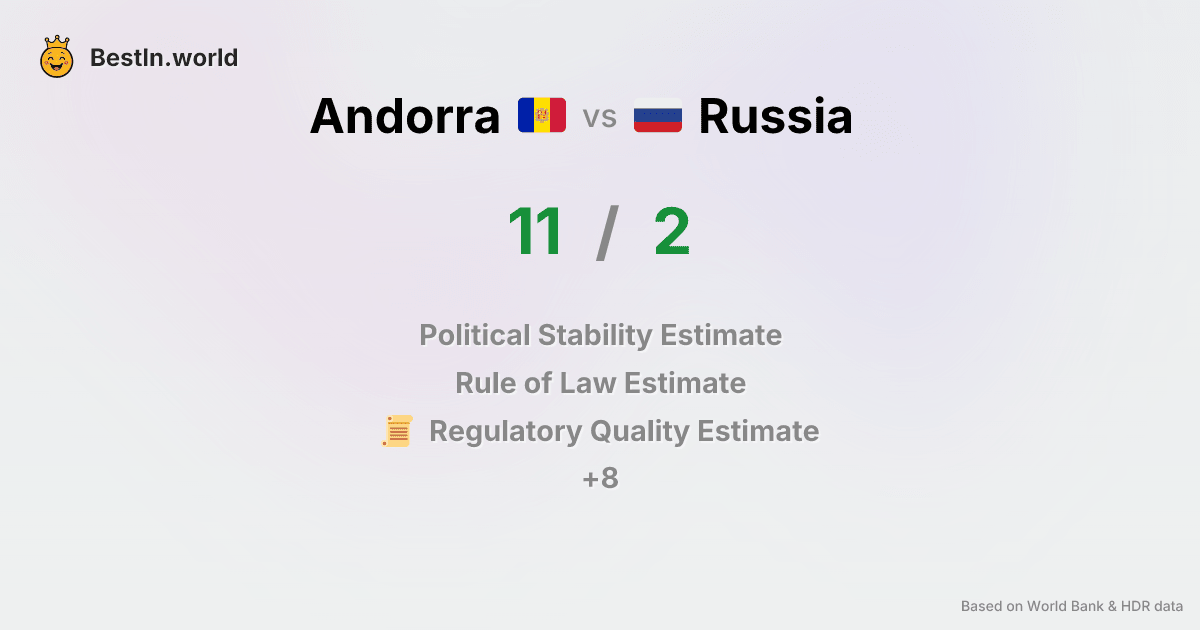 BestIn.world
Andorra vs Russia
11 / 2
Political Stability Estimate
Rule of Law Estimate
Regulatory Quality Estimate
+8
Based on World Bank & HDR data